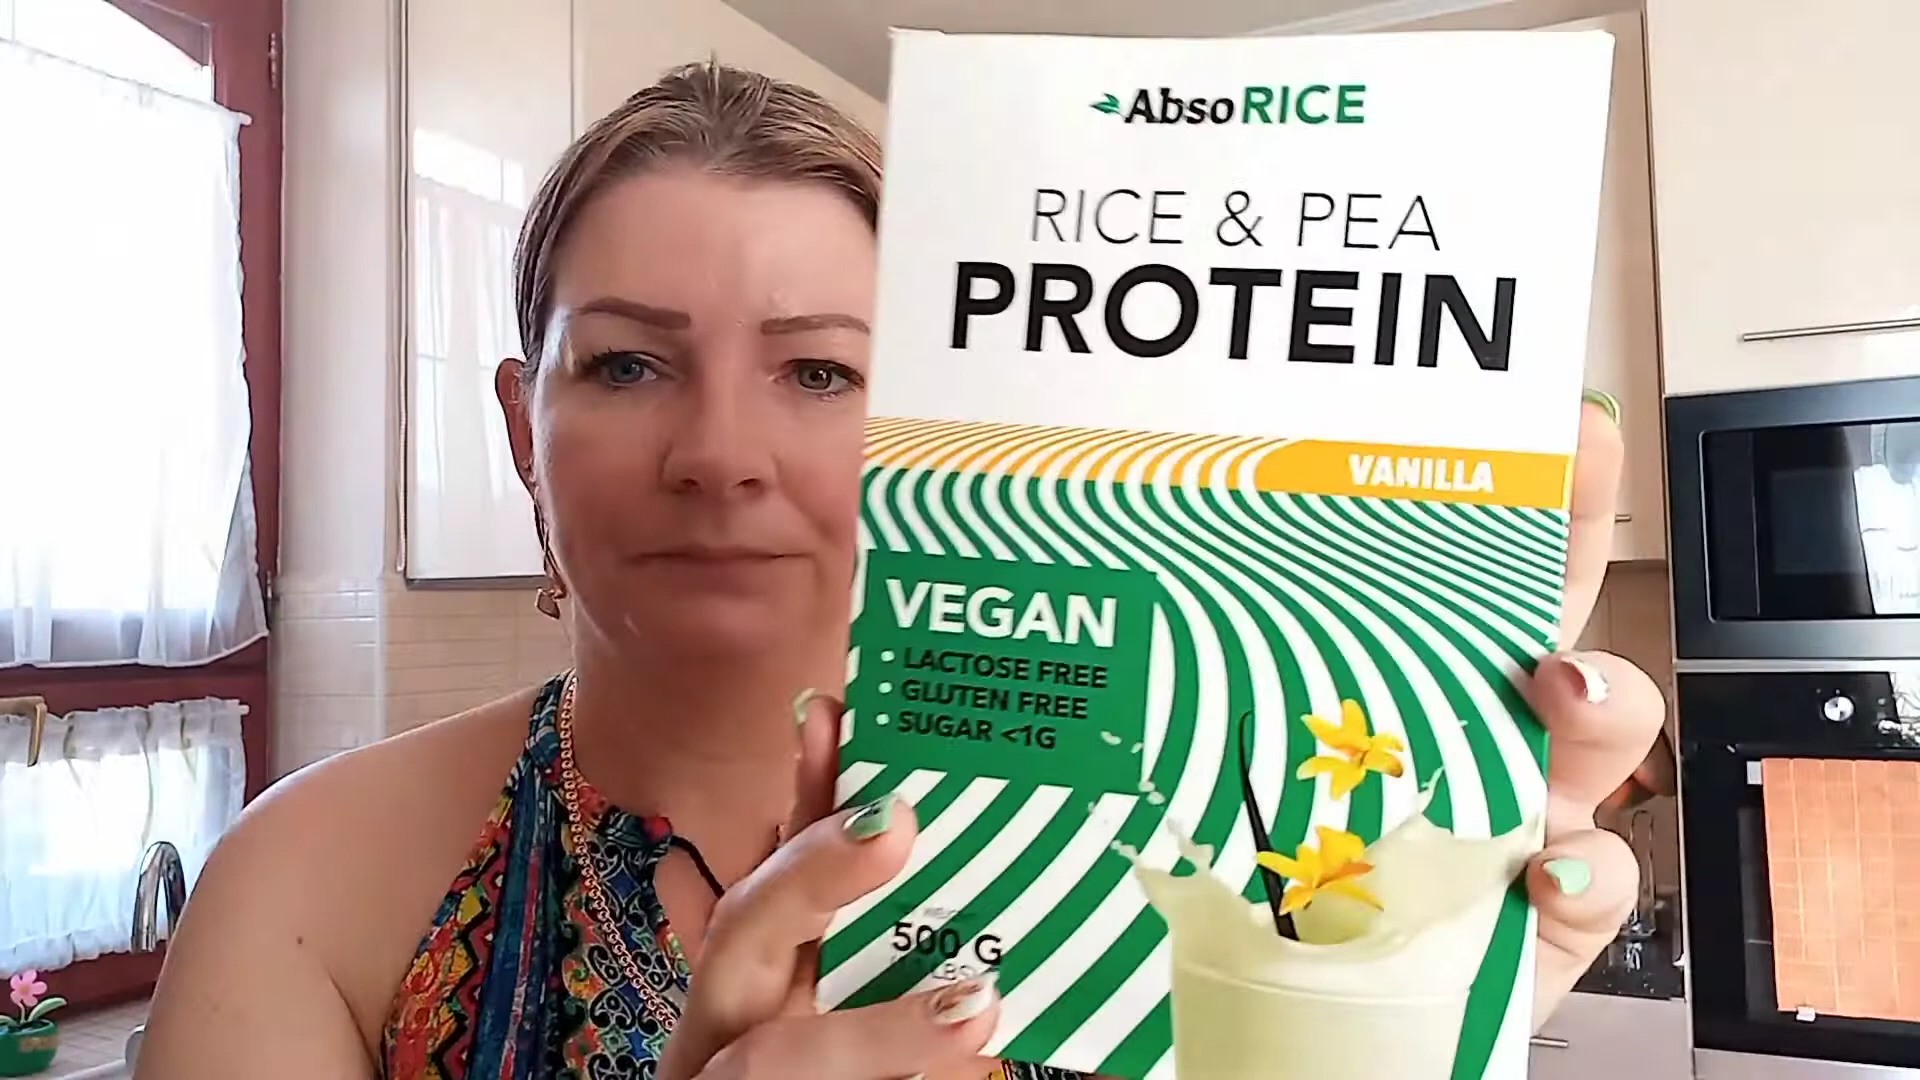 AbsoRICE
RICE & PEA
PROTEIN
VANILLA
VEGAN
• LACTOSE FREE
• GLUTEN FREE
• SUGAR <1G
500 G